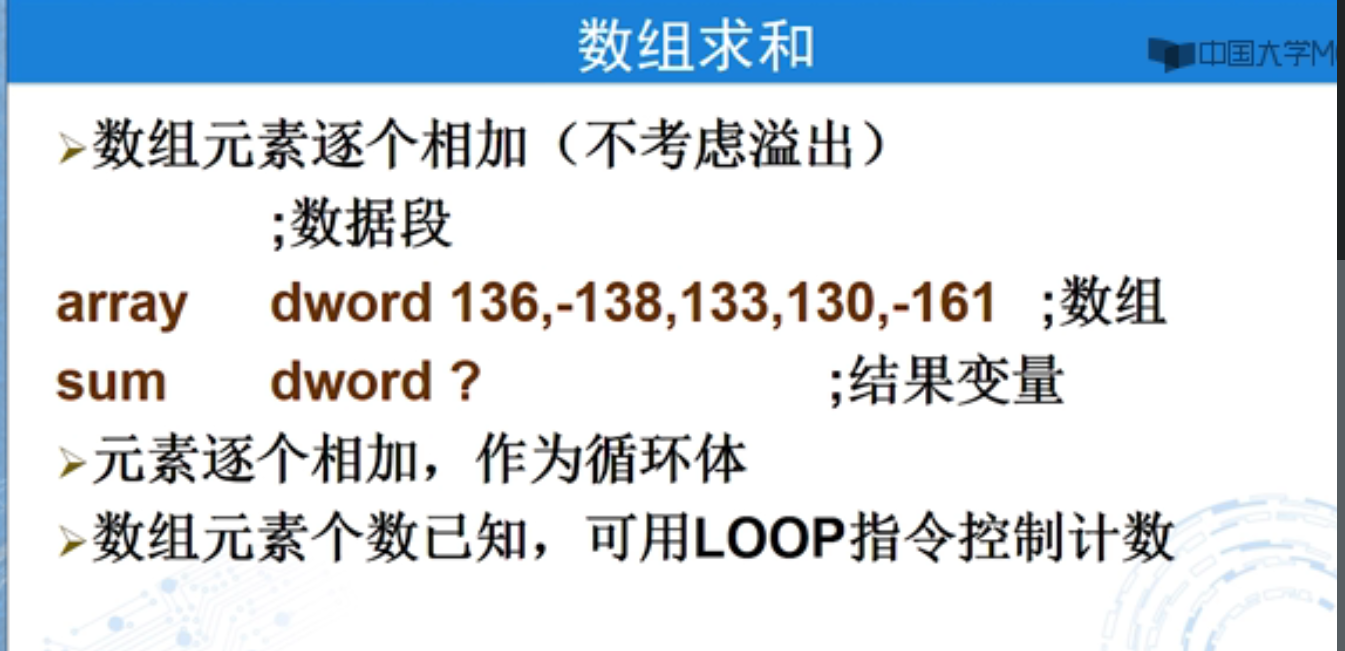 数组求和
中国大学M
数组元素逐个相加（不考虑溢出）
;数据段
array dword 136,-138,133,130,-161 ;数组
sum dword ? ;结果变量
元素逐个相加，作为循环体
数组元素个数已知，可用LOOP指令控制计数